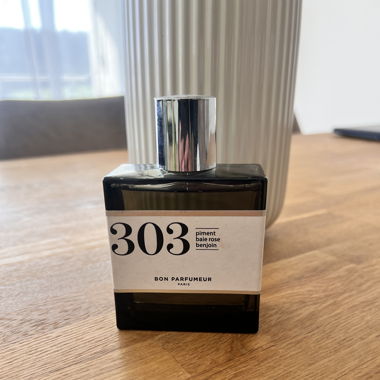 303
piment
baie rose
benjoin
BON PARFUMEUR
PARIS